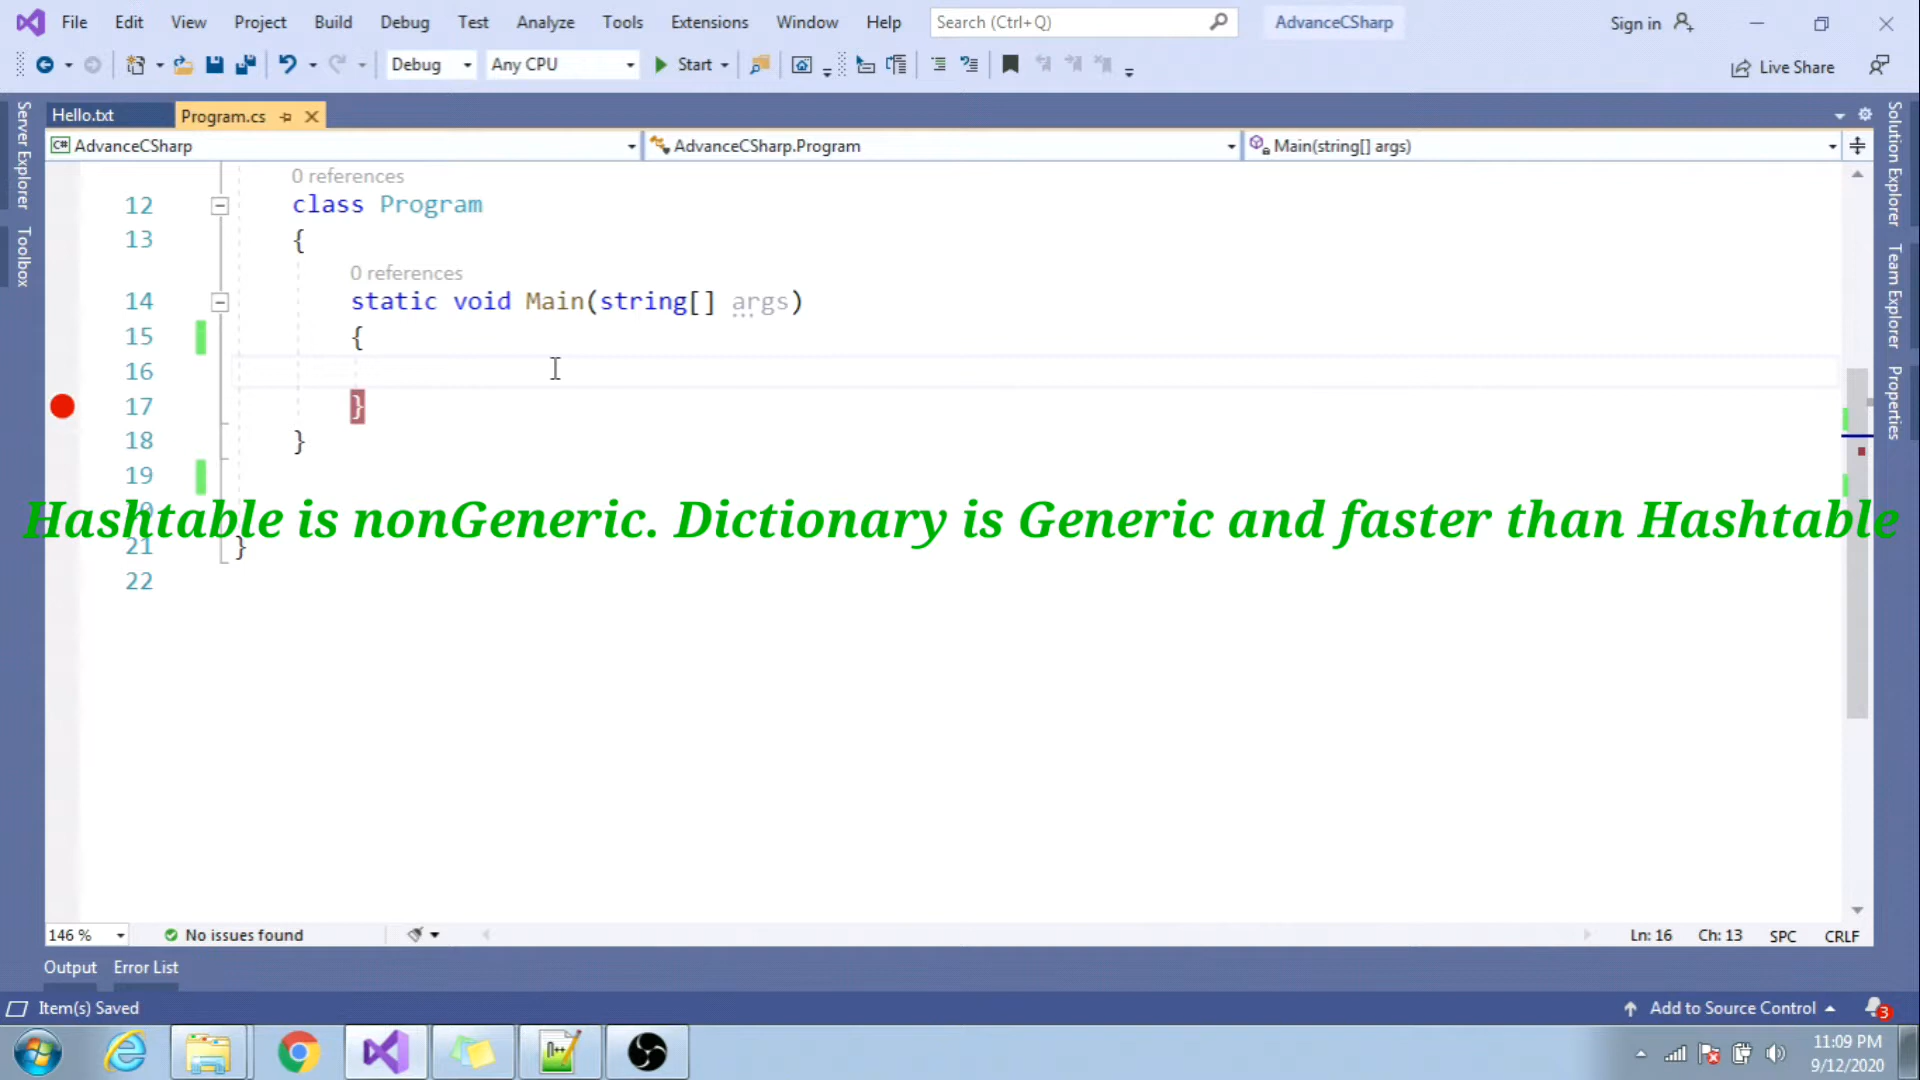 File Edit View Project Build Debug Test Analyze Tools Extensions Window Help Search (Ctrl+Q) AdvanceCSharp Sign in
Debug Any CPU Start Live Share
Hello.txt Program.cs
AdvanceCSharp AdvanceCSharp.Program Main(string[] args)
Server Explorer
Toolbox
0 references
12 class Program
13 {
0 references
14 static void Main(string[] args)
15 {
16
17 }
18 }
19
Hashtable is nonGeneric. Dictionary is Generic and faster than Hashtable
21 }
22
Solution Explorer
Team Explorer
Properties
146 % No issues found Ln: 16 Ch: 13 SPC CRLF
Output Error List
Item(s) Saved Add to Source Control 3
11:09 PM
9/12/2020